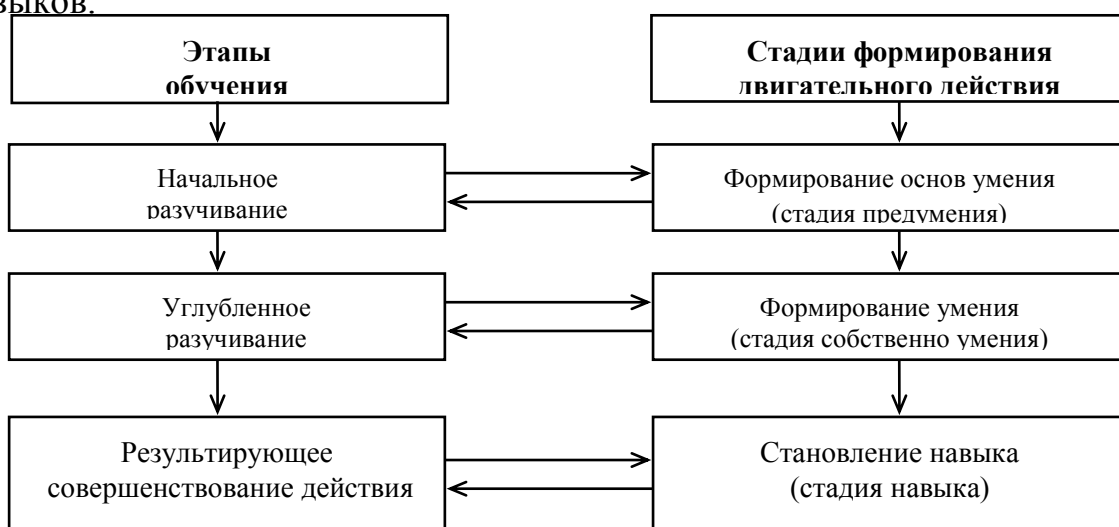 выков.
Этапы
обучения
Стадии формирования
двигательного действия
Начальное
разучивание
Формирование основ умения
(стадия предумения)
Углубленное
разучивание
Формирование умения
(стадия собственно умения)
Результирующее
совершенствование действия
Становление навыка
(стадия навыка)